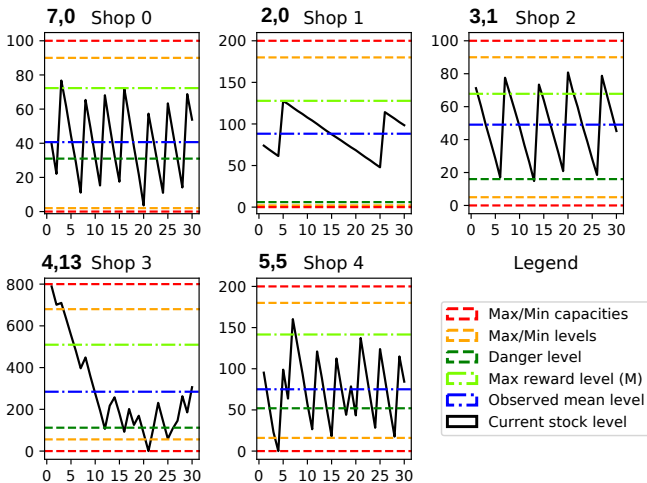 7,0 Shop 0
100
80
60
40
20
0
0 5 10 15 20 25 30
2,0 Shop 1
200
150
100
50
0
0 5 10 15 20 25 30
3,1 Shop 2
100
80
60
40
20
0
0 5 10 15 20 25 30
4,13 Shop 3
800
600
400
200
0
0 5 10 15 20 25 30
5,5 Shop 4
200
150
100
50
0
0 5 10 15 20 25 30
Legend
Max/Min capacities
Max/Min levels
Danger level
Max reward level (M)
Observed mean level
Current stock level